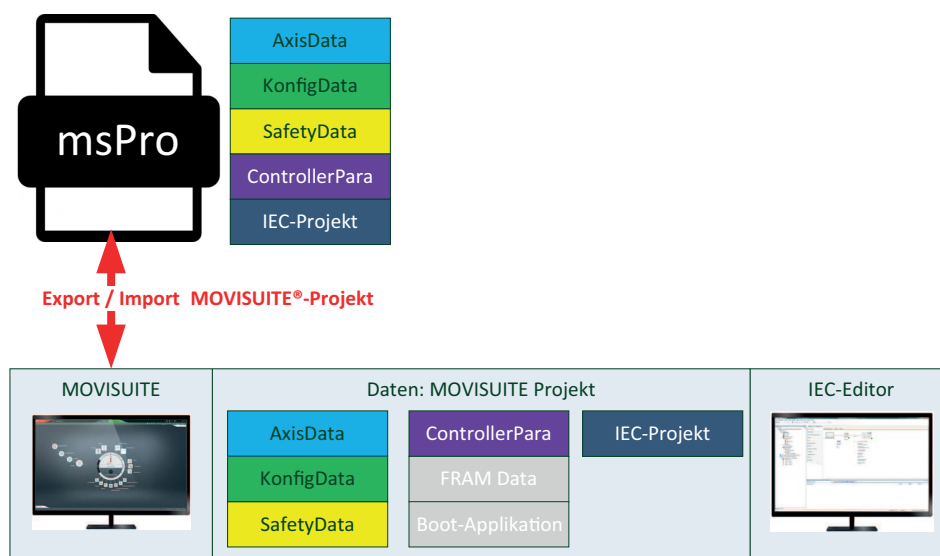 msPro
AxisData
KonfigData
SafetyData
ControllerPara
IEC-Projekt
Export / Import MOVISUITE®-Projekt
MOVISUITE
Daten: MOVISUITE Projekt
IEC-Editor
AxisData
ControllerPara
IEC-Projekt
KonfigData
FRAM Data
SafetyData
Boot-Applikation